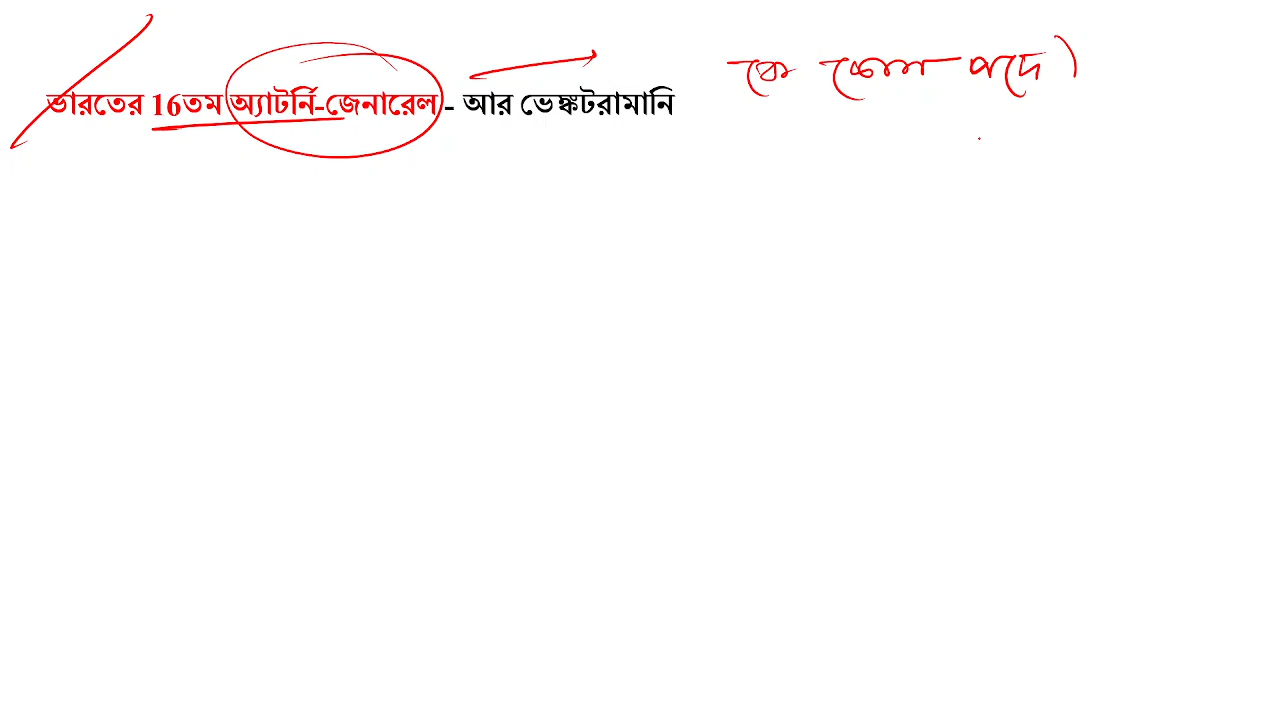 কে কোন পদে)
ভারতের 16তম অ্যাটর্নি-জেনারেল - আর ভেঙ্কটরামানি